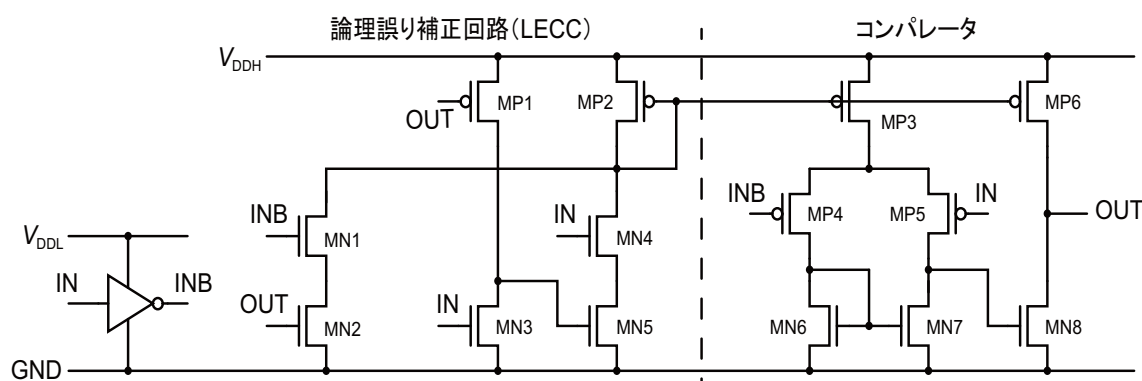 論理誤り補正回路(LECC)
コンパレータ
VDDH
MP1
MP2
MP3
MP6
OUT
INB
MN1
IN
MN4
INB
MP4
MP5
IN
OUT
VDDL
IN
INB
OUT
MN2
IN
MN3
MN5
MN6
MN7
MN8
GND